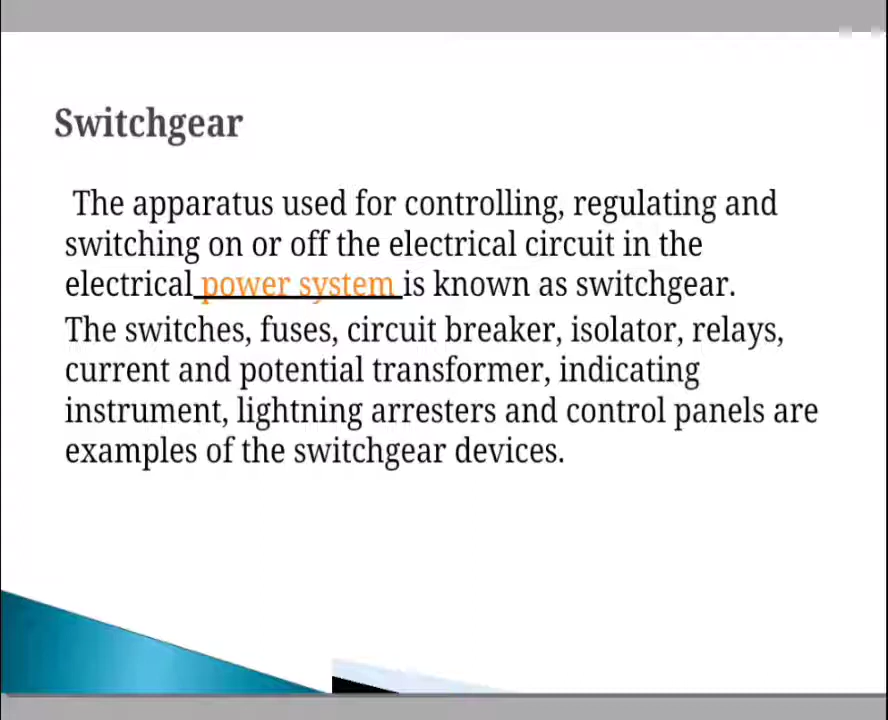 Switchgear
The apparatus used for controlling, regulating and
switching on or off the electrical circuit in the
electrical power system is known as switchgear.
The switches, fuses, circuit breaker, isolator, relays,
current and potential transformer, indicating
instrument, lightning arresters and control panels are
examples of the switchgear devices.